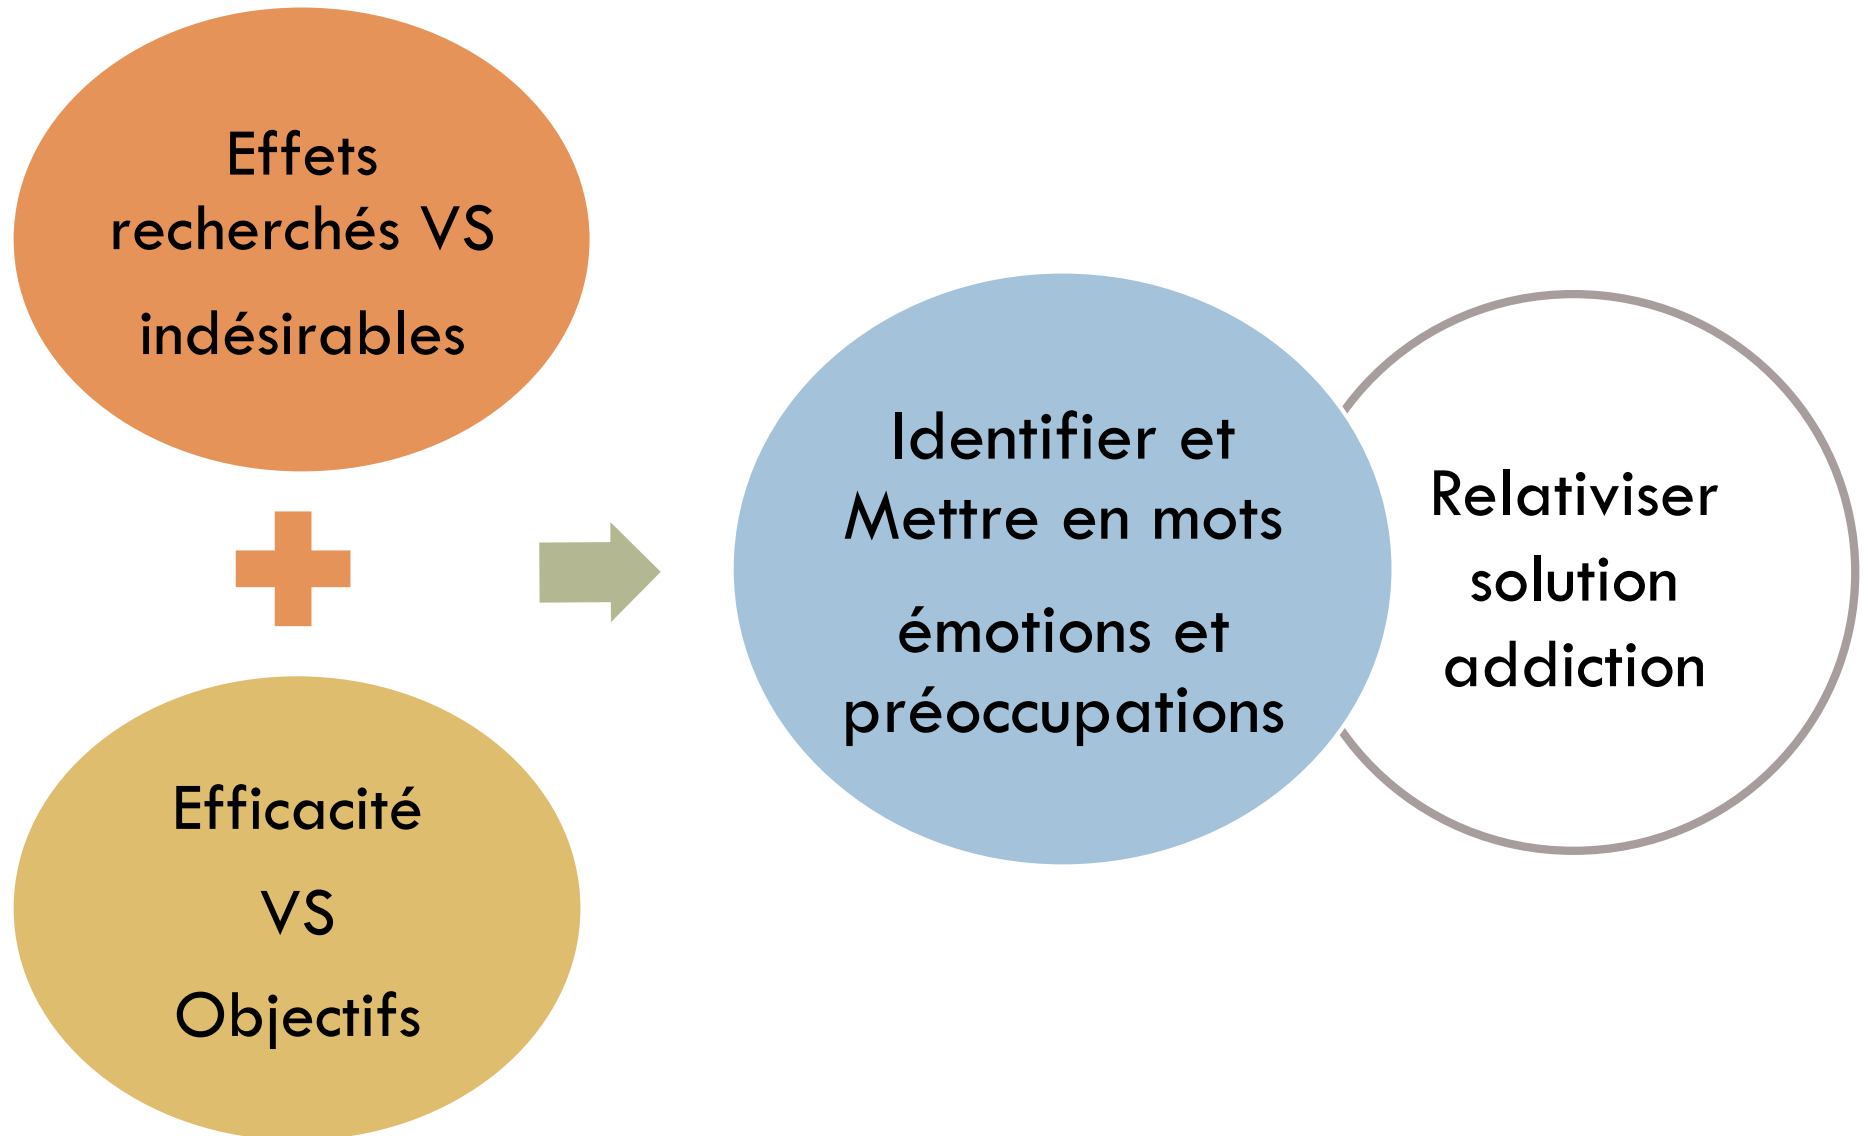 Effets
recherchés VS
indésirables
Efficacité
VS
Objectifs
Identifier et
Mettre en mots
émotions et
préoccupations
Relativiser
solution
addiction